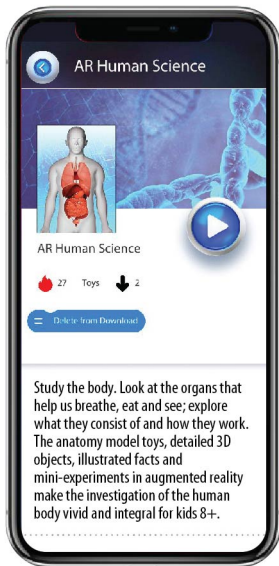 AR Human Science
AR Human Science
27 Toys 2
Delete from Download
Study the body. Look at the organs that
help us breathe, eat and see; explore
what they consist of and how they work.
The anatomy model toys, detailed 3D
objects, illustrated facts and
mini-experiments in augmented reality
make the investigation of the human
body vivid and integral for kids 8+.